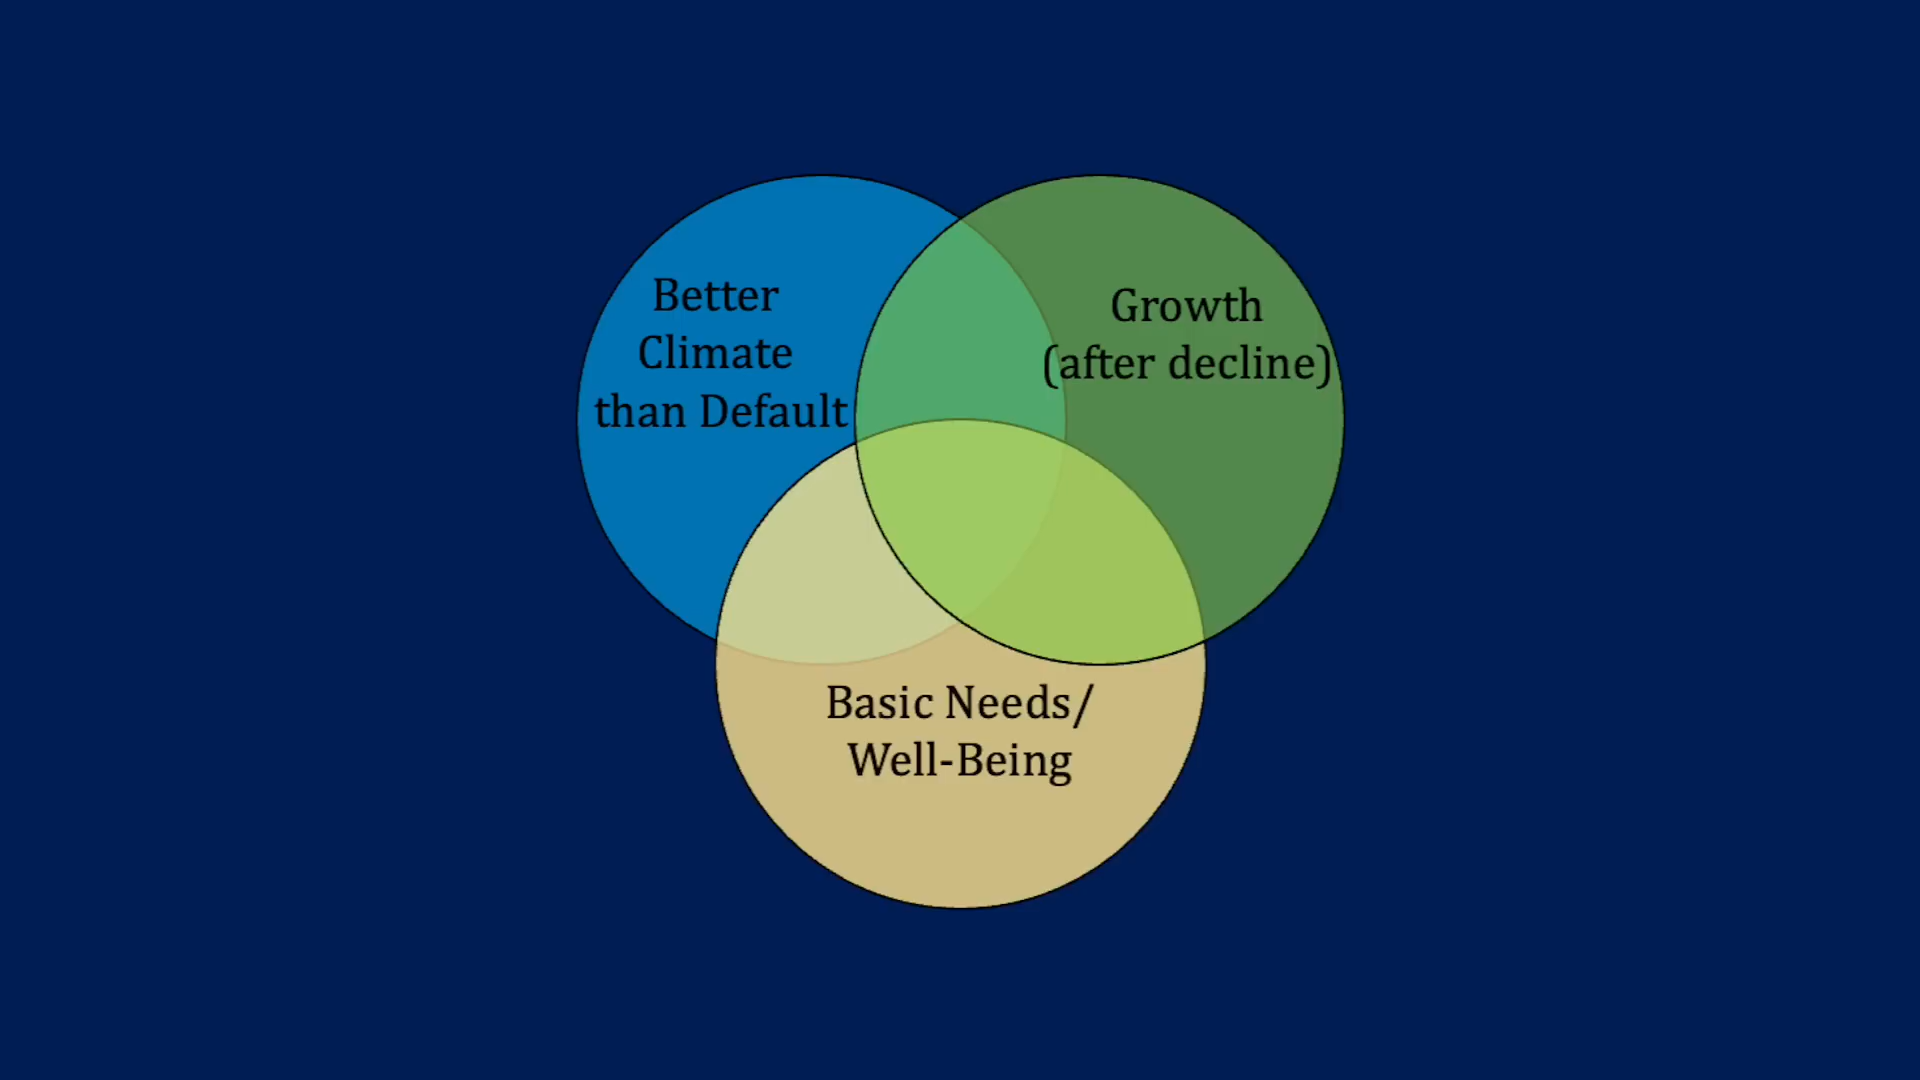 Better
Climate
than Default
Growth
(after decline)
Basic Needs/
Well-Being